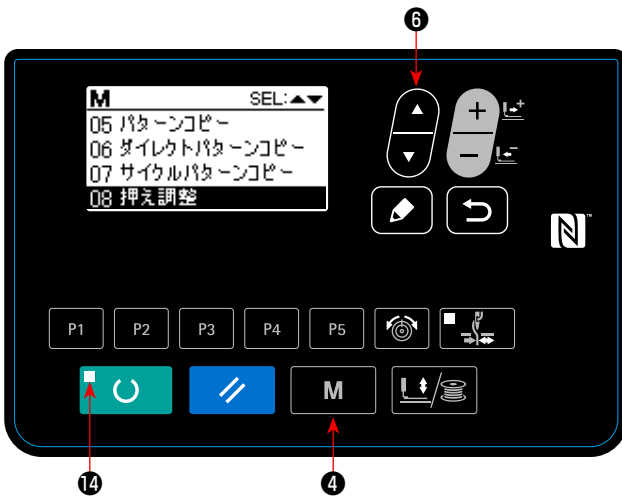 ❻
M SEL:▲▼
05 パターンコピー
06 ダイレクトパターンコピー
07 サイクルパターンコピー
08 押え調整
+
−
N™
P1 P2 P3 P4 P5
M
⓮ ❹